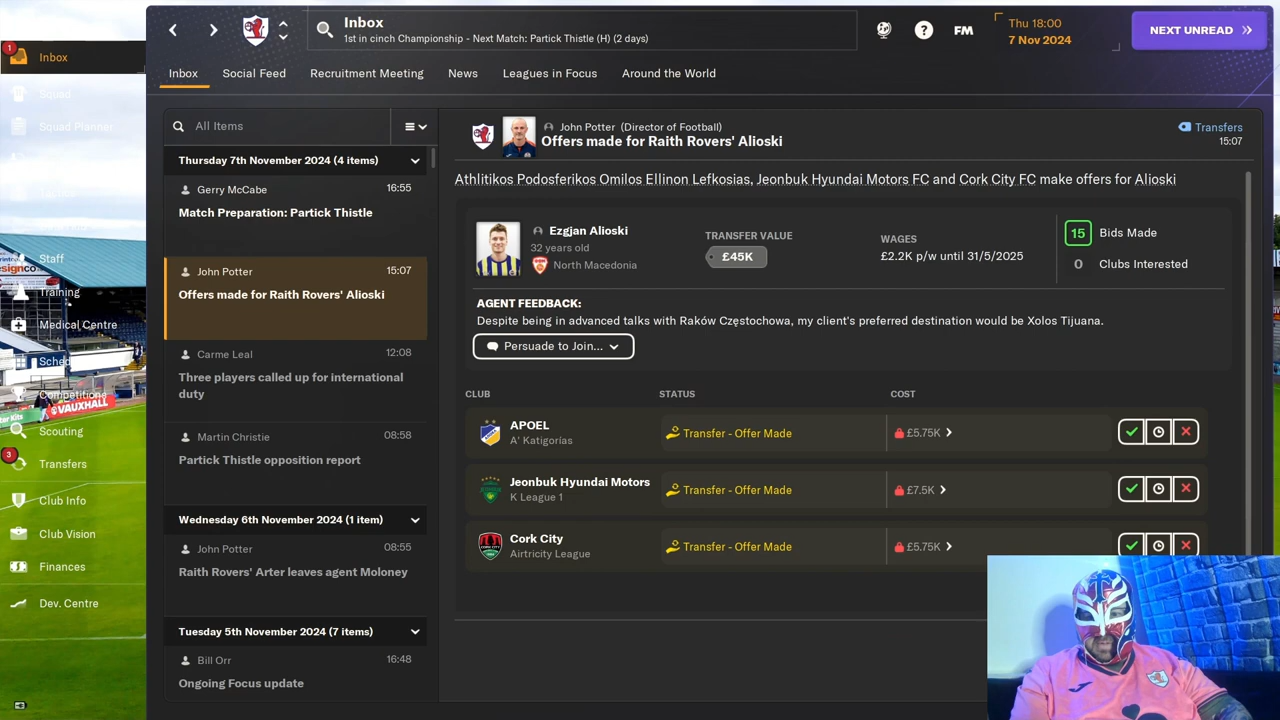 Inbox
1st in cinch Championship - Next Match: Partick Thistle (H) (2 days)
FM
Thu 18:00
7 Nov 2024
NEXT UNREAD
1
Inbox
Squad
Squad Planner
Staff
Training
Medical Centre
Sched
Competitions
Scouting
3
Transfers
Club Info
Club Vision
Finances
Dev. Centre
esign
VAUXHALL
Inbox
Social Feed
Recruitment Meeting
News
Leagues in Focus
Around the World
All Items
Thursday 7th November 2024 (4 items)
Gerry McCabe 16:55
Match Preparation: Partick Thistle
John Potter 15:07
Offers made for Raith Rovers' Alioski
Carme Leal 12:08
Three players called up for international
duty
Martin Christie 08:58
Partick Thistle opposition report
Wednesday 6th November 2024 (1 item)
John Potter 08:55
Raith Rovers' Arter leaves agent Moloney
Tuesday 5th November 2024 (7 items)
Bill Orr 16:48
Ongoing Focus update
John Potter (Director of Football)
Offers made for Raith Rovers' Alioski
Transfers
15:07
Athlitikos Podosferikos Omilos Ellinon Lefkosias, Jeonbuk Hyundai Motors FC and Cork City FC make offers for Alioski
Ezgjan Alioski
32 years old
North Macedonia
TRANSFER VALUE
£45K
WAGES
£2.2K p/w until 31/5/2025
15 Bids Made
0 Clubs Interested
AGENT FEEDBACK:
Despite being in advanced talks with Raków Częstochowa, my client's preferred destination would be Xolos Tijuana.
Persuade to Join...
CLUB STATUS COST
APOEL
A' Katigorías
Transfer - Offer Made
£5.75K
Jeonbuk Hyundai Motors
K League 1
Transfer - Offer Made
£7.5K
Cork City
Airtricity League
Transfer - Offer Made
£5.75K